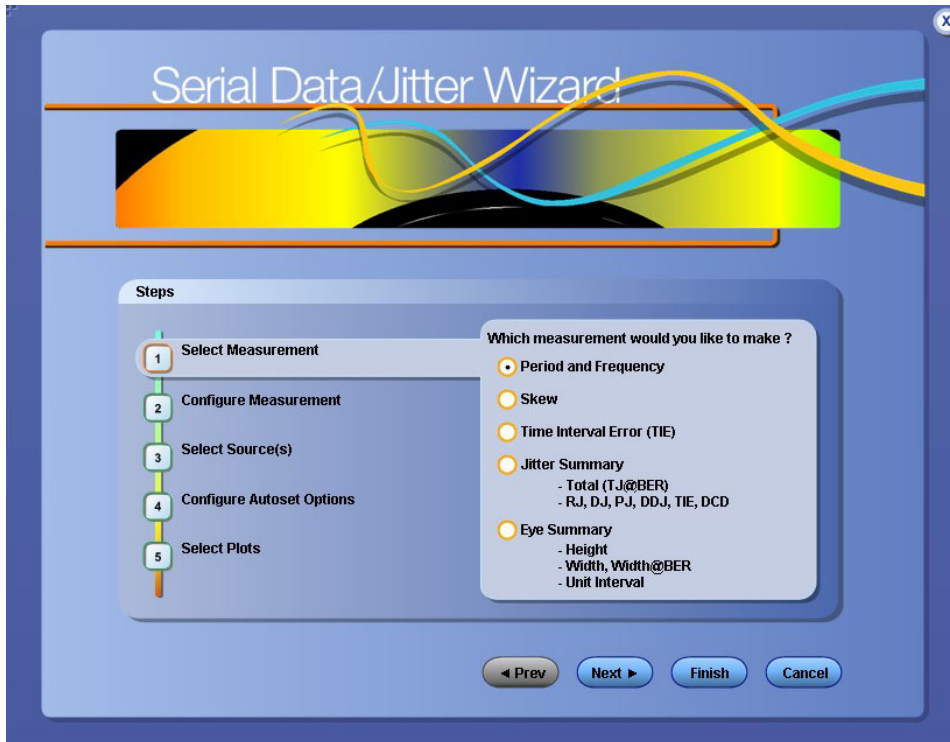 X
Serial Data/Jitter Wizard
Steps
1 Select Measurement
2 Configure Measurement
3 Select Source(s)
4 Configure Autoset Options
5 Select Plots
Which measurement would you like to make ?
Period and Frequency
Skew
Time Interval Error (TIE)
Jitter Summary
- Total (TJ@BER)
- RJ, DJ, PJ, DDJ, TIE, DCD
Eye Summary
- Height
- Width, Width@BER
- Unit Interval
◄ Prev Next ► Finish Cancel